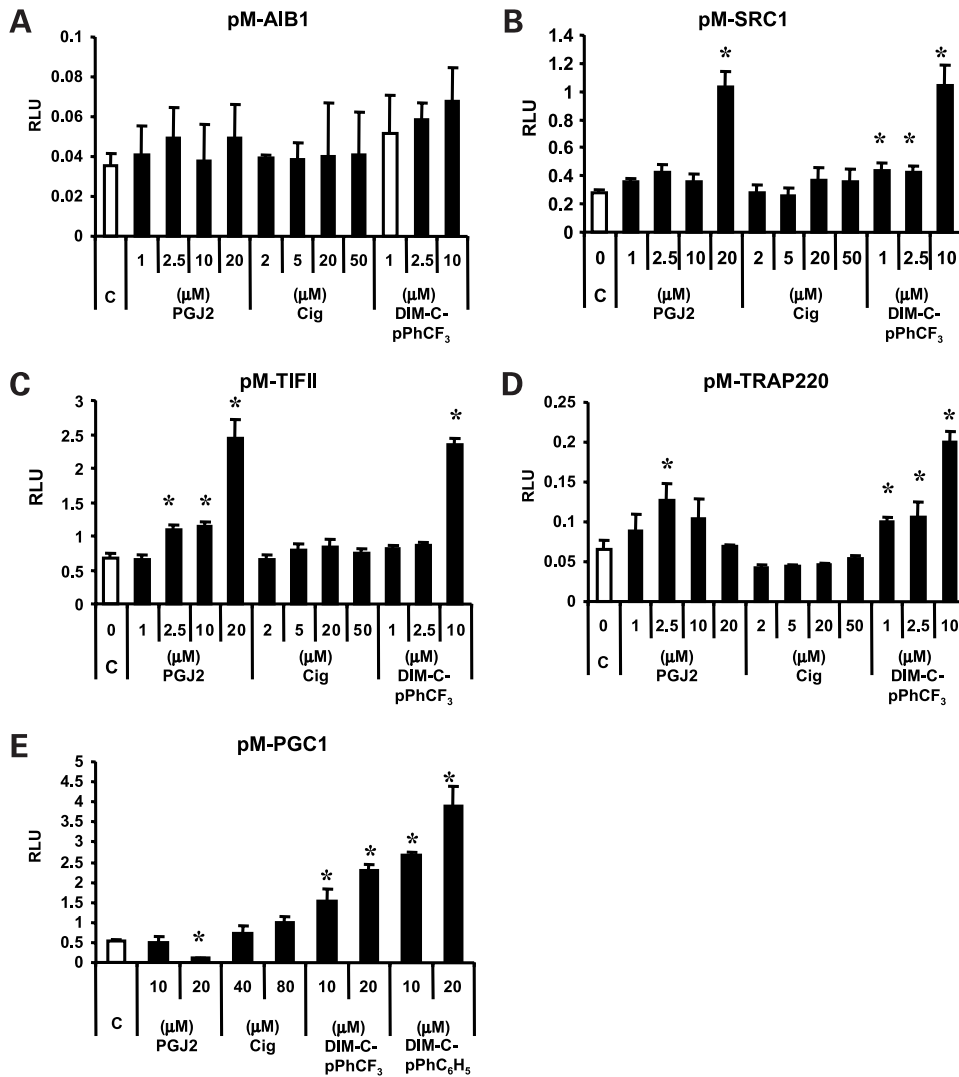 A
pM-AIB1
0.1
0.08
0.06
0.04
0.02
0
RLU
1 2.5 10 20 2 5 20 50 1 2.5 10
C (μM) (μM) (μM)
PGJ2 Cig DIM-C-
pPhCF₃
B
pM-SRC1
1.4
1.2
1
0.8
0.6
0.4
0.2
0
RLU
* * * *
0 1 2.5 10 20 2 5 20 50 1 2.5 10
C (μM) (μM) (μM)
PGJ2 Cig DIM-C-
pPhCF₃
C
pM-TIFII
3
2.5
2
1.5
1
0.5
0
RLU
* * * *
0 1 2.5 10 20 2 5 20 50 1 2.5 10
C (μM) (μM) (μM)
PGJ2 Cig DIM-C-
pPhCF₃
D
pM-TRAP220
0.25
0.2
0.15
0.1
0.05
0
RLU
* * * *
0 1 2.5 10 20 2 5 20 50 1 2.5 10
C (μM) (μM) (μM)
PGJ2 Cig DIM-C-
pPhCF₃
E
pM-PGC1
5
4.5
4
3.5
3
2.5
2
1.5
1
0.5
0
RLU
* * * * *
10 20 40 80 10 20 10 20
C (μM) (μM) (μM) (μM)
PGJ2 Cig DIM-C- DIM-C-
pPhCF₃ pPhC₆H₅